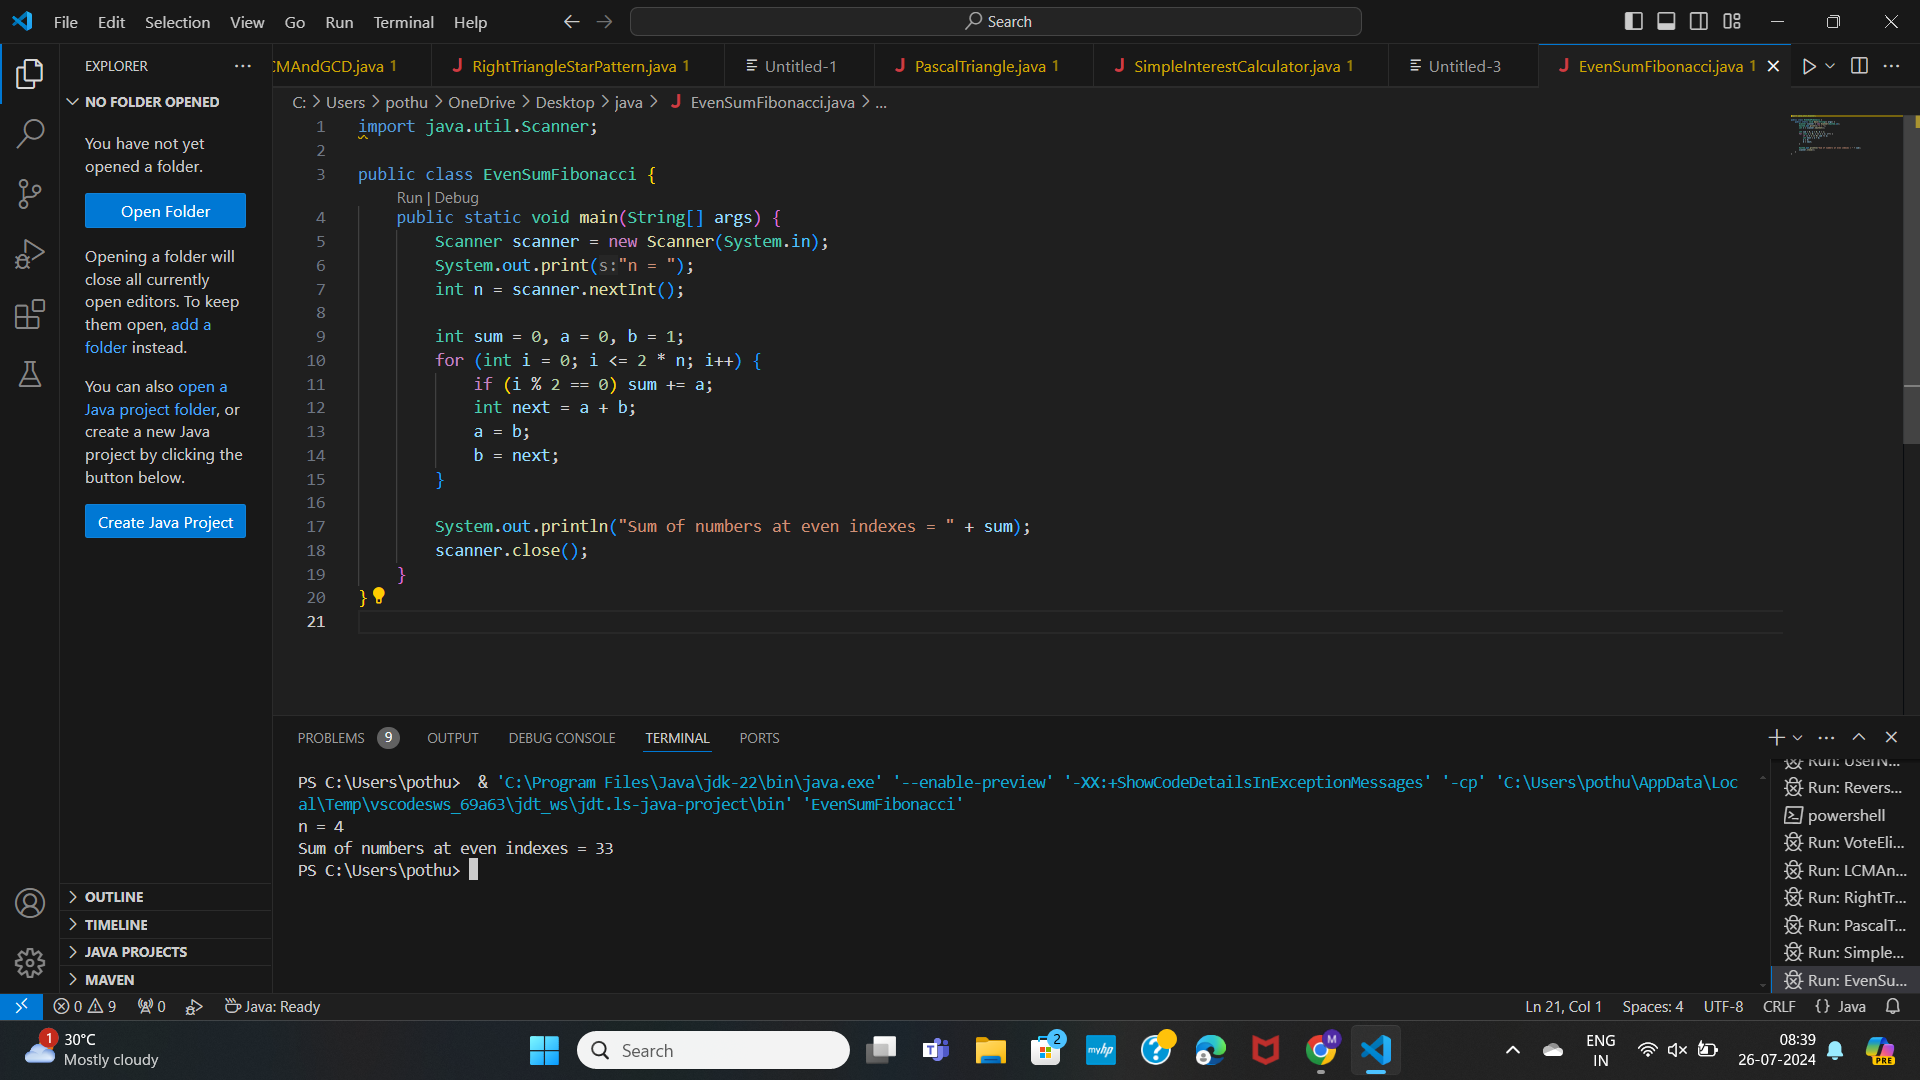 File Edit Selection View Go Run Terminal Help
Search
EXPLORER
CMAndGCD.java 1
RightTriangleStarPattern.java 1
Untitled-1
PascalTriangle.java 1
SimpleInterestCalculator.java 1
Untitled-3
EvenSumFibonacci.java 1
NO FOLDER OPENED
You have not yet
opened a folder.
Open Folder
Opening a folder will
close all currently
open editors. To keep
them open, add a
folder instead.
You can also open a
Java project folder, or
create a new Java
project by clicking the
button below.
Create Java Project
OUTLINE
TIMELINE
JAVA PROJECTS
MAVEN
C: > Users > pothu > OneDrive > Desktop > java > J EvenSumFibonacci.java > ...
1 import java.util.Scanner;
2
3 public class EvenSumFibonacci {
Run | Debug
4 public static void main(String[] args) {
5 Scanner scanner = new Scanner(System.in);
6 System.out.print(s:"n = ");
7 int n = scanner.nextInt();
8
9 int sum = 0, a = 0, b = 1;
10 for (int i = 0; i <= 2 * n; i++) {
11 if (i % 2 == 0) sum += a;
12 int next = a + b;
13 a = b;
14 b = next;
15 }
16
17 System.out.println("Sum of numbers at even indexes = " + sum);
18 scanner.close();
19 }
20 }
21
PROBLEMS 9 OUTPUT DEBUG CONSOLE TERMINAL PORTS
PS C:\Users\pothu> & 'C:\Program Files\Java\jdk-22\bin\java.exe' '--enable-preview' '-XX:+ShowCodeDetailsInExceptionMessages' '-cp' 'C:\Users\pothu\AppData\Loc
al\Temp\vscodesws_69a63\jdt_ws\jdt.ls-java-project\bin' 'EvenSumFibonacci'
n = 4
Sum of numbers at even indexes = 33
PS C:\Users\pothu>
Run: UserN...
Run: Revers...
powershell
Run: VoteEli...
Run: LCMAn...
Run: RightTr...
Run: PascalT...
Run: Simple...
Run: EvenSu...
0 9 0 Java: Ready
Ln 21, Col 1 Spaces: 4 UTF-8 CRLF {} Java
1
30°C
Mostly cloudy
Search
2
myhp
M
ENG
IN
08:39
26-07-2024
PRE